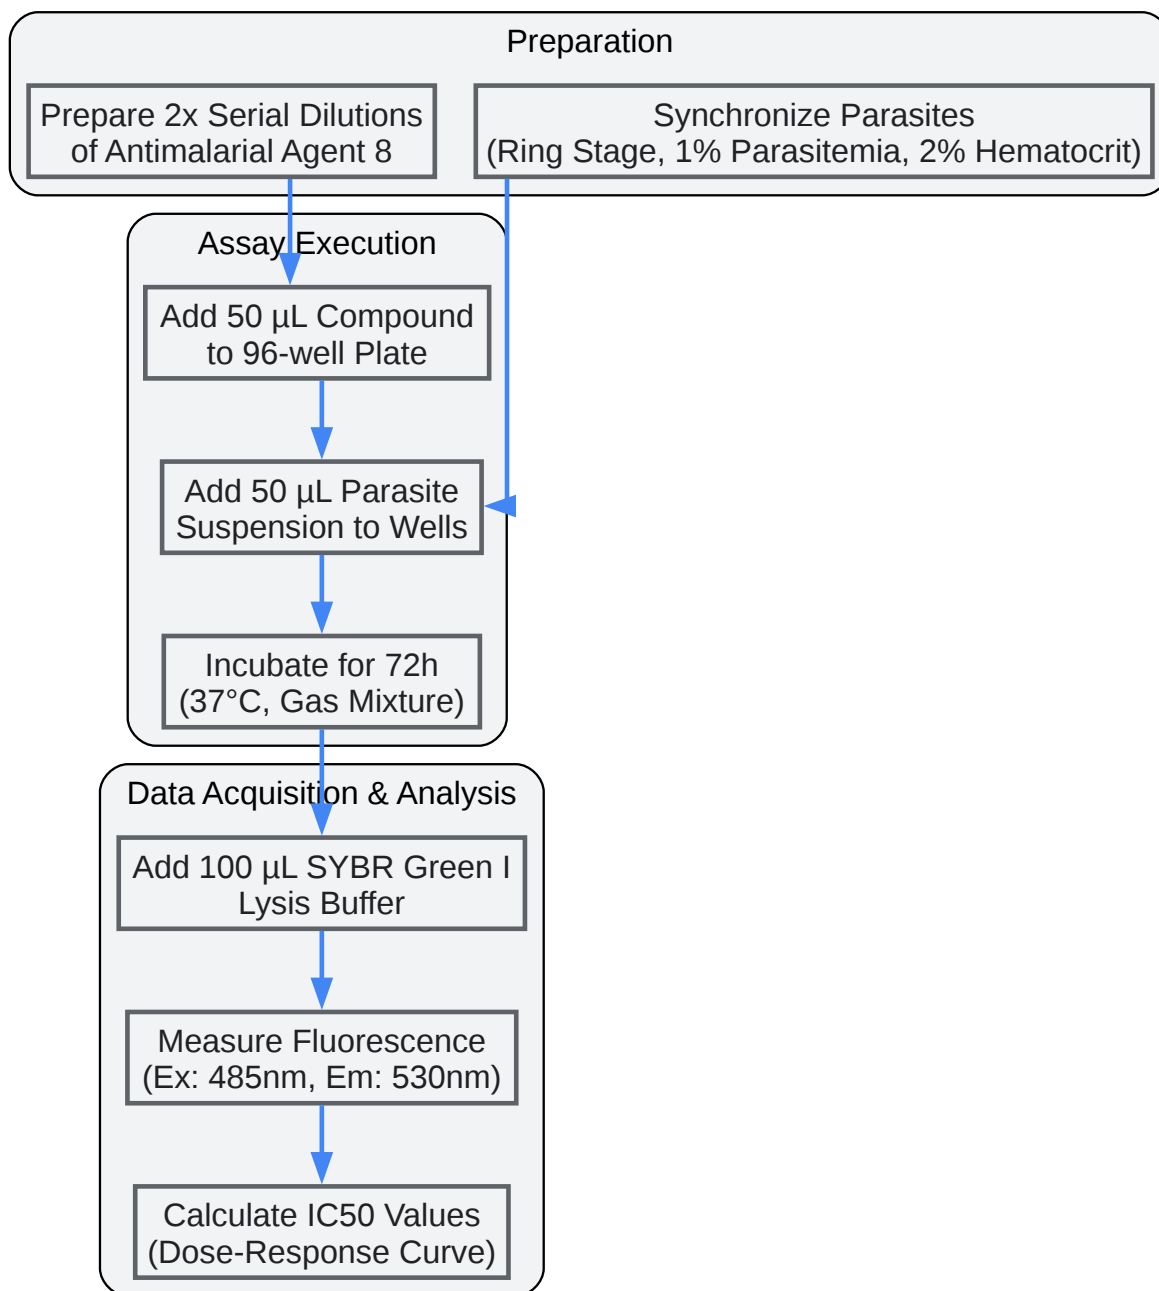 Preparation
Prepare 2x Serial Dilutions
of Antimalarial Agent 8
Synchronize Parasites
(Ring Stage, 1% Parasitemia, 2% Hematocrit)
Assay Execution
Add 50 µL Compound
to 96-well Plate
Add 50 µL Parasite
Suspension to Wells
Incubate for 72h
(37°C, Gas Mixture)
Data Acquisition & Analysis
Add 100 µL SYBR Green I
Lysis Buffer
Measure Fluorescence
(Ex: 485nm, Em: 530nm)
Calculate IC50 Values
(Dose-Response Curve)